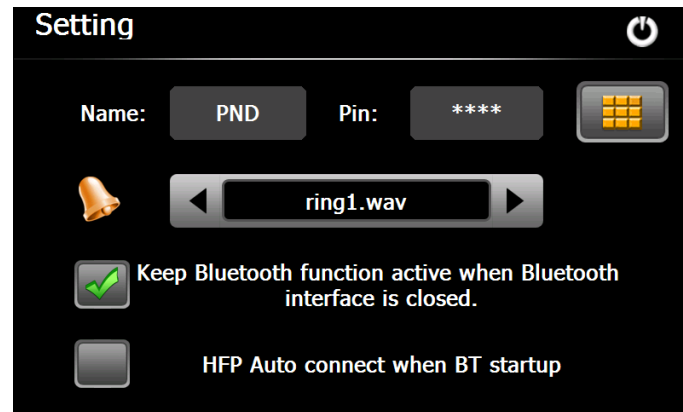 Setting
Name: PND Pin: ****
ring1.wav
Keep Bluetooth function active when Bluetooth
interface is closed.
HFP Auto connect when BT startup